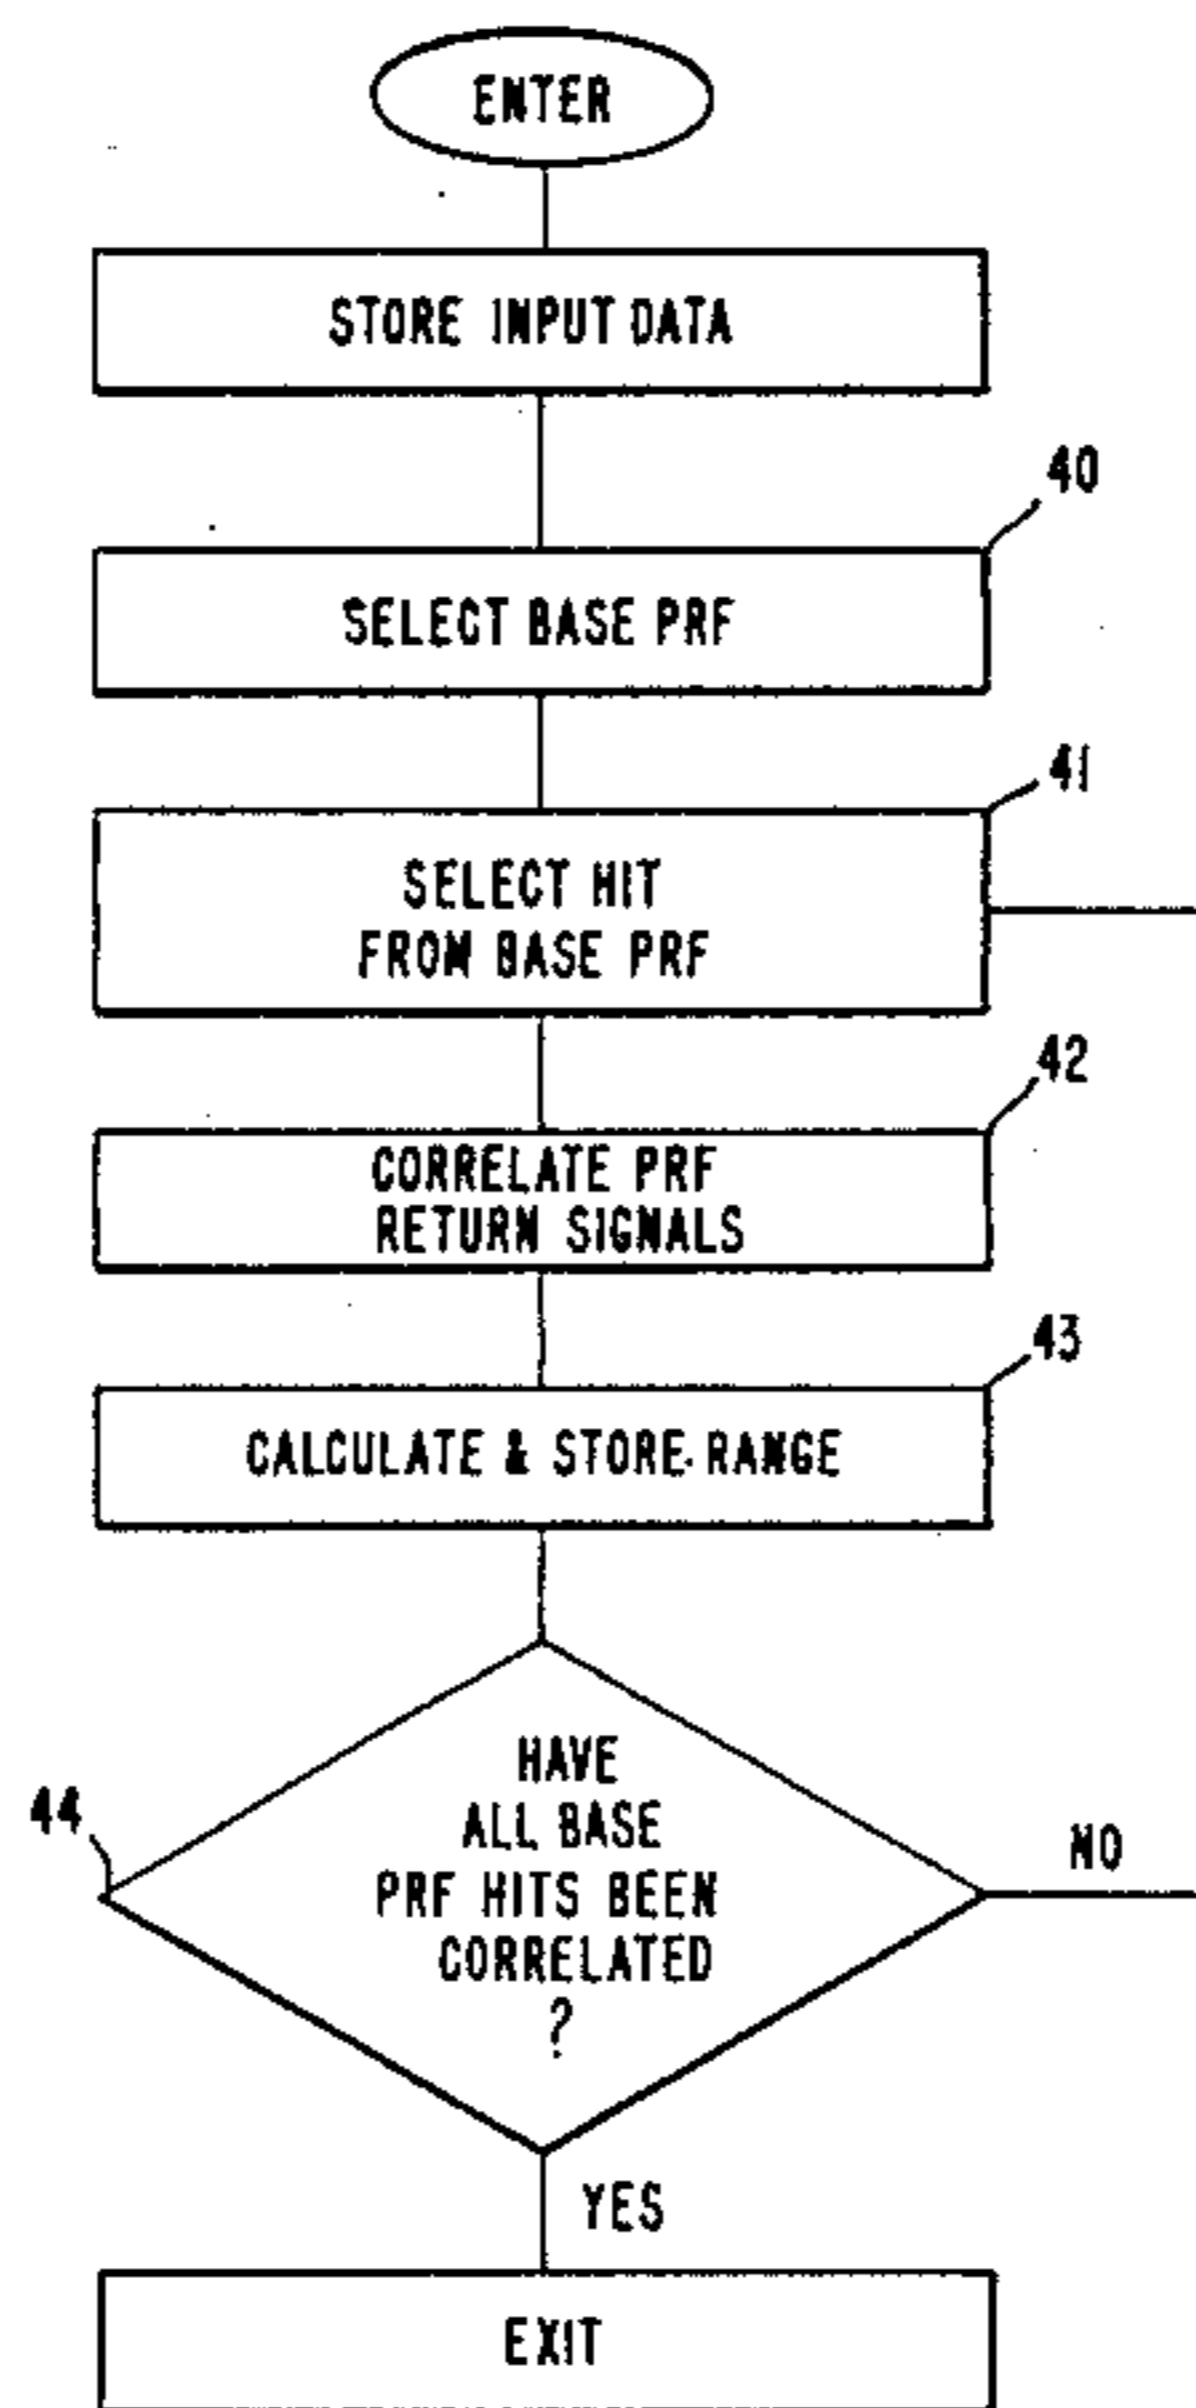 ENTER
STORE INPUT DATA
40
SELECT BASE PRF
41
SELECT HIT
FROM BASE PRF
42
CORRELATE PRF
RETURN SIGNALS
43
CALCULATE & STORE RANGE
44
HAVE
ALL BASE
PRF HITS BEEN
CORRELATED
?
NO
YES
EXIT